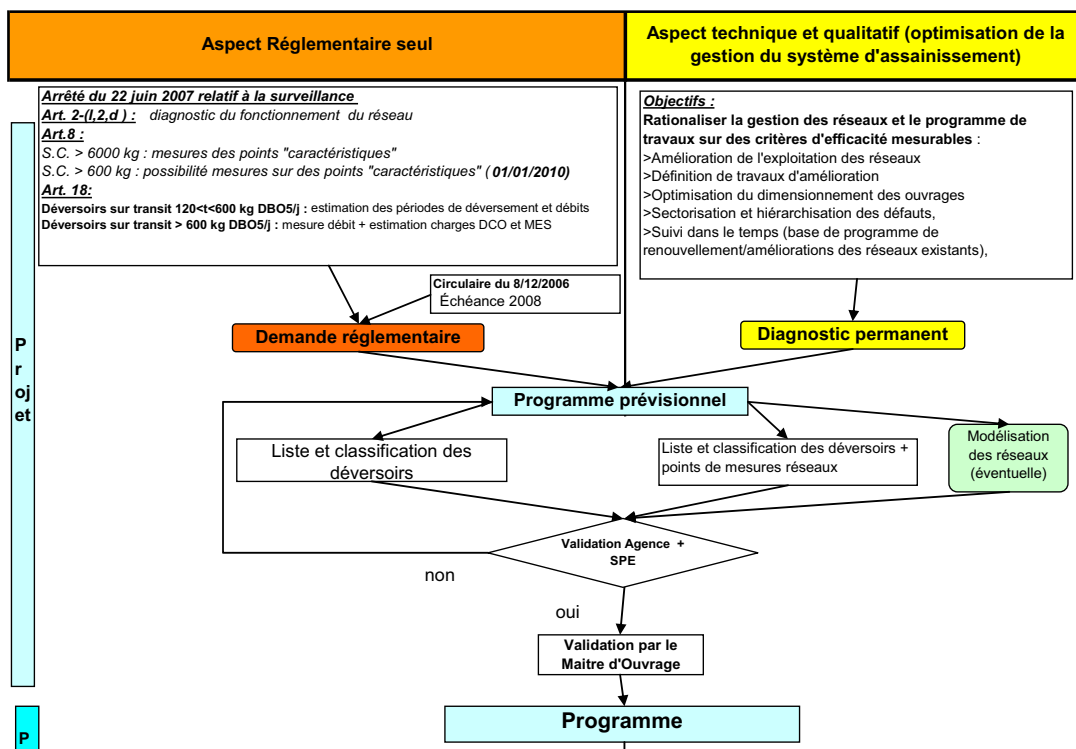 Aspect Réglementaire seul
Aspect technique et qualitatif (optimisation de la
gestion du système d'assainissement)
Arrêté du 22 juin 2007 relatif à la surveillance
Art. 2-(I,2,d ) : diagnostic du fonctionnement du réseau
Art.8 :
S.C. > 6000 kg : mesures des points "caractéristiques"
S.C. > 600 kg : possibilité mesures sur des points "caractéristiques" ( 01/01/2010)
Art. 18:
Déversoirs sur transit 120<t<600 kg DBO5/j : estimation des périodes de déversement et débits
Déversoirs sur transit > 600 kg DBO5/j : mesure débit + estimation charges DCO et MES
Objectifs :
Rationaliser la gestion des réseaux et le programme de
travaux sur des critères d'efficacité mesurables :
>Amélioration de l'exploitation des réseaux
>Définition de travaux d'amélioration
>Optimisation du dimensionnement des ouvrages
>Sectorisation et hiérarchisation des défauts,
>Suivi dans le temps (base de programme de
renouvellement/améliorations des réseaux existants),
Circulaire du 8/12/2006
Échéance 2008
Demande réglementaire
Diagnostic permanent
P
r
oj
et
Programme prévisionnel
Liste et classification des
déversoirs
Liste et classification des déversoirs +
points de mesures réseaux
Modélisation
des réseaux
(éventuelle)
Validation Agence +
SPE
non
oui
Validation par le
Maitre d'Ouvrage
Programme
P